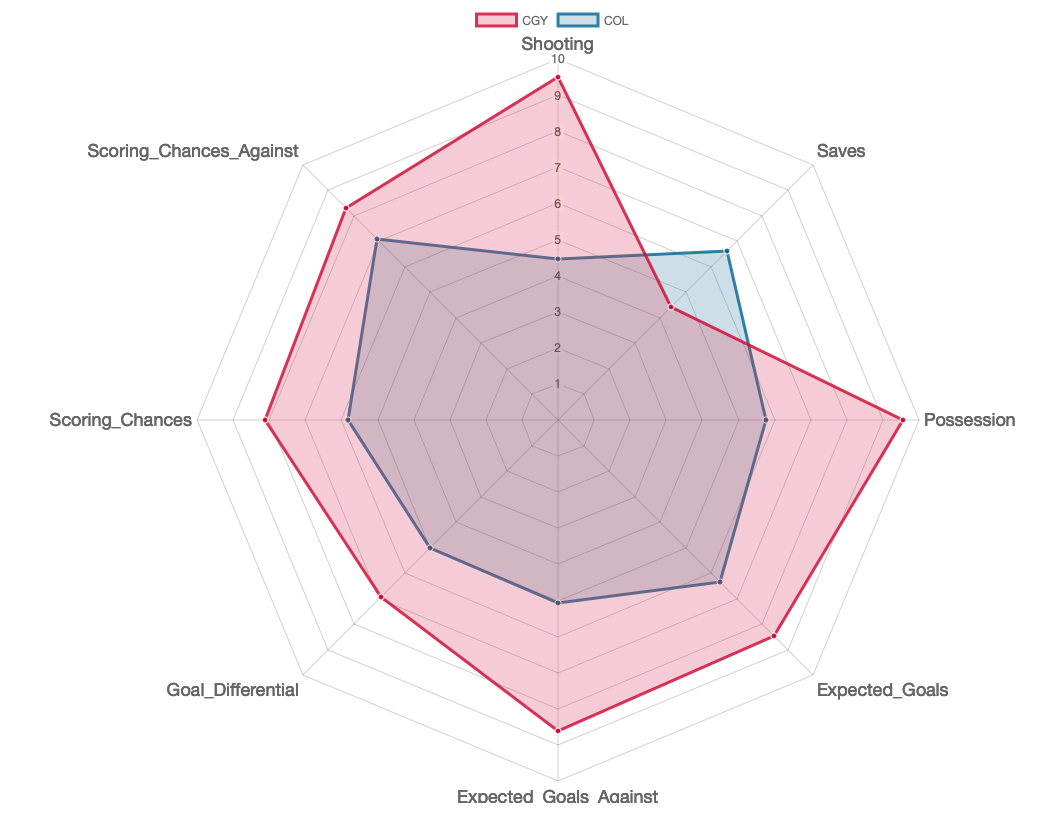 CGY COL
Shooting
10
9
8
7
6
5
4
3
2
1
Scoring_Chances_Against
Saves
Scoring_Chances
Possession
Goal_Differential
Expected_Goals
Expected_Goals_Against